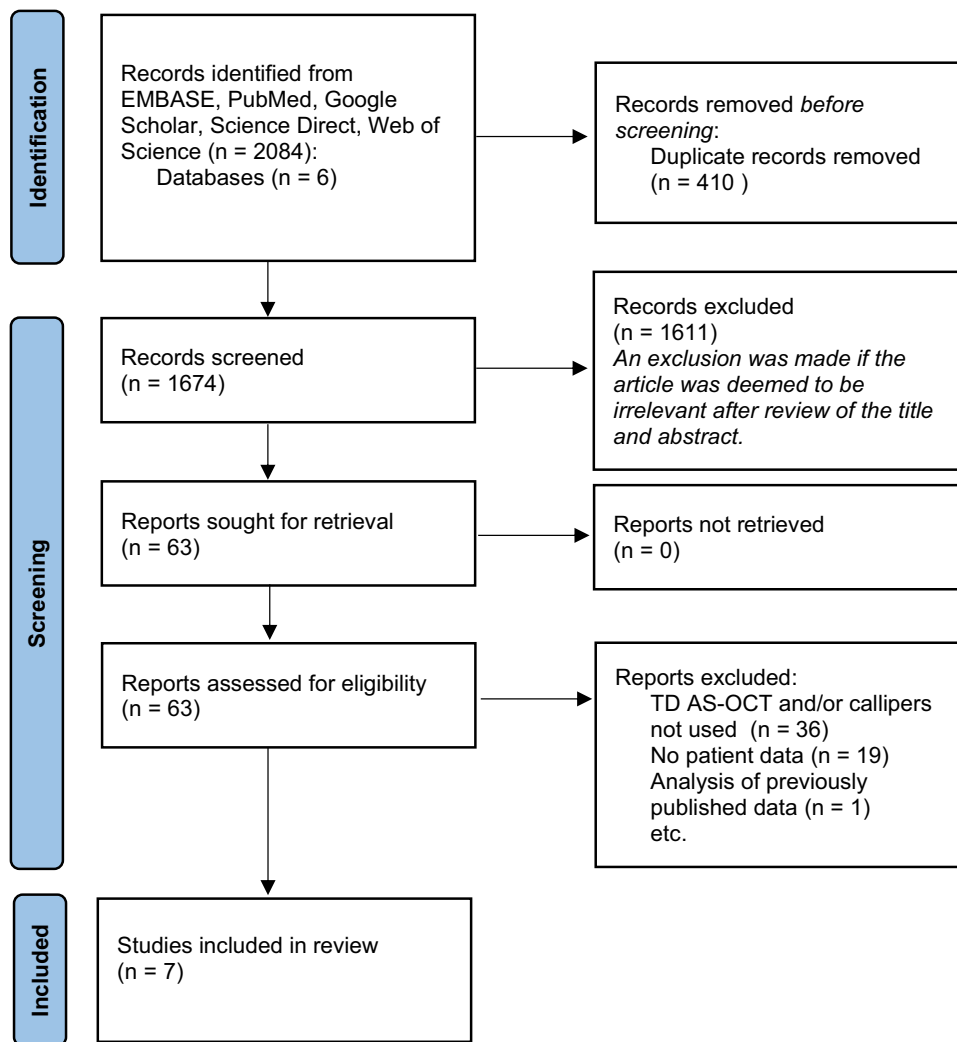 Identification
Records identified from
EMBASE, PubMed, Google
Scholar, Science Direct, Web of
Science (n = 2084):
Databases (n = 6)
Records removed before
screening:
Duplicate records removed
(n = 410 )
Screening
Records screened
(n = 1674)
Records excluded
(n = 1611)
An exclusion was made if the
article was deemed to be
irrelevant after review of the title
and abstract.
Reports sought for retrieval
(n = 63)
Reports not retrieved
(n = 0)
Reports assessed for eligibility
(n = 63)
Reports excluded:
TD AS-OCT and/or callipers
not used  (n = 36)
No patient data (n = 19)
Analysis of previously
published data (n = 1)
etc.
Included
Studies included in review
(n = 7)